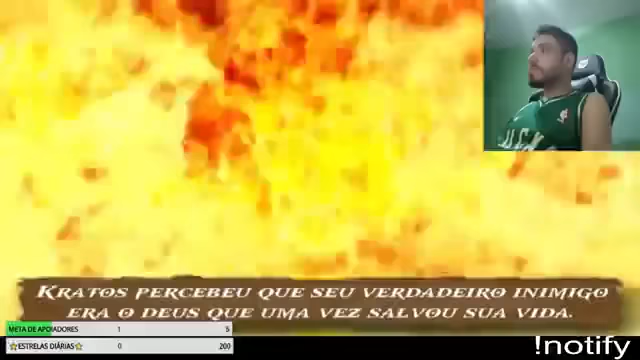 KRATOS PERCEBEU QUE SEU VERDADEIRO INIMIGO
ERA O DEUS QUE UMA VEZ SALVOU SUA VIDA.
META DE APOIADORES 1 5
⭐ESTRELAS DIÁRIAS⭐ 0 200
!notify